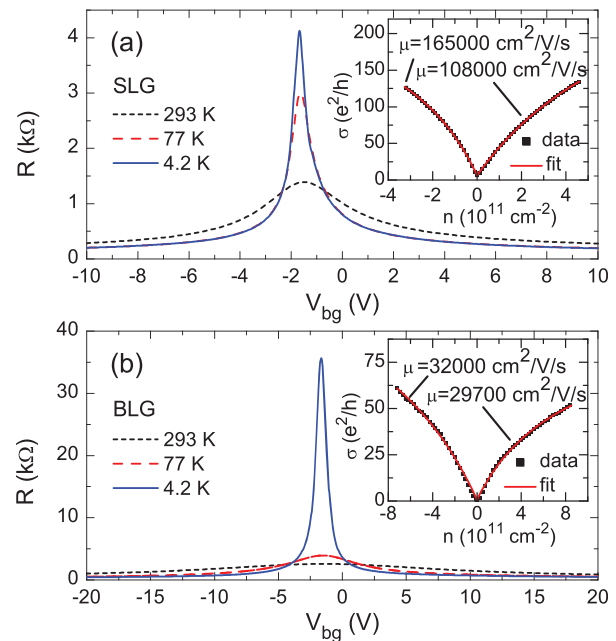 (a)
SLG
293 K
77 K
4.2 K
R (kΩ)
0
1
2
3
4
-10
-8
-6
-4
-2
0
2
4
6
8
10
V_bg (V)
μ=165000 cm²/V/s
μ=108000 cm²/V/s
data
fit
σ (e²/h)
0
50
100
150
200
-4
-2
0
2
4
n (10¹¹ cm-²)
(b)
BLG
293 K
77 K
4.2 K
R (kΩ)
0
10
20
30
40
-20
-15
-10
-5
0
5
10
15
20
V_bg (V)
μ=32000 cm²/V/s
μ=29700 cm²/V/s
data
fit
σ (e²/h)
0
25
50
75
-8
-4
0
4
8
n (10¹¹ cm-²)